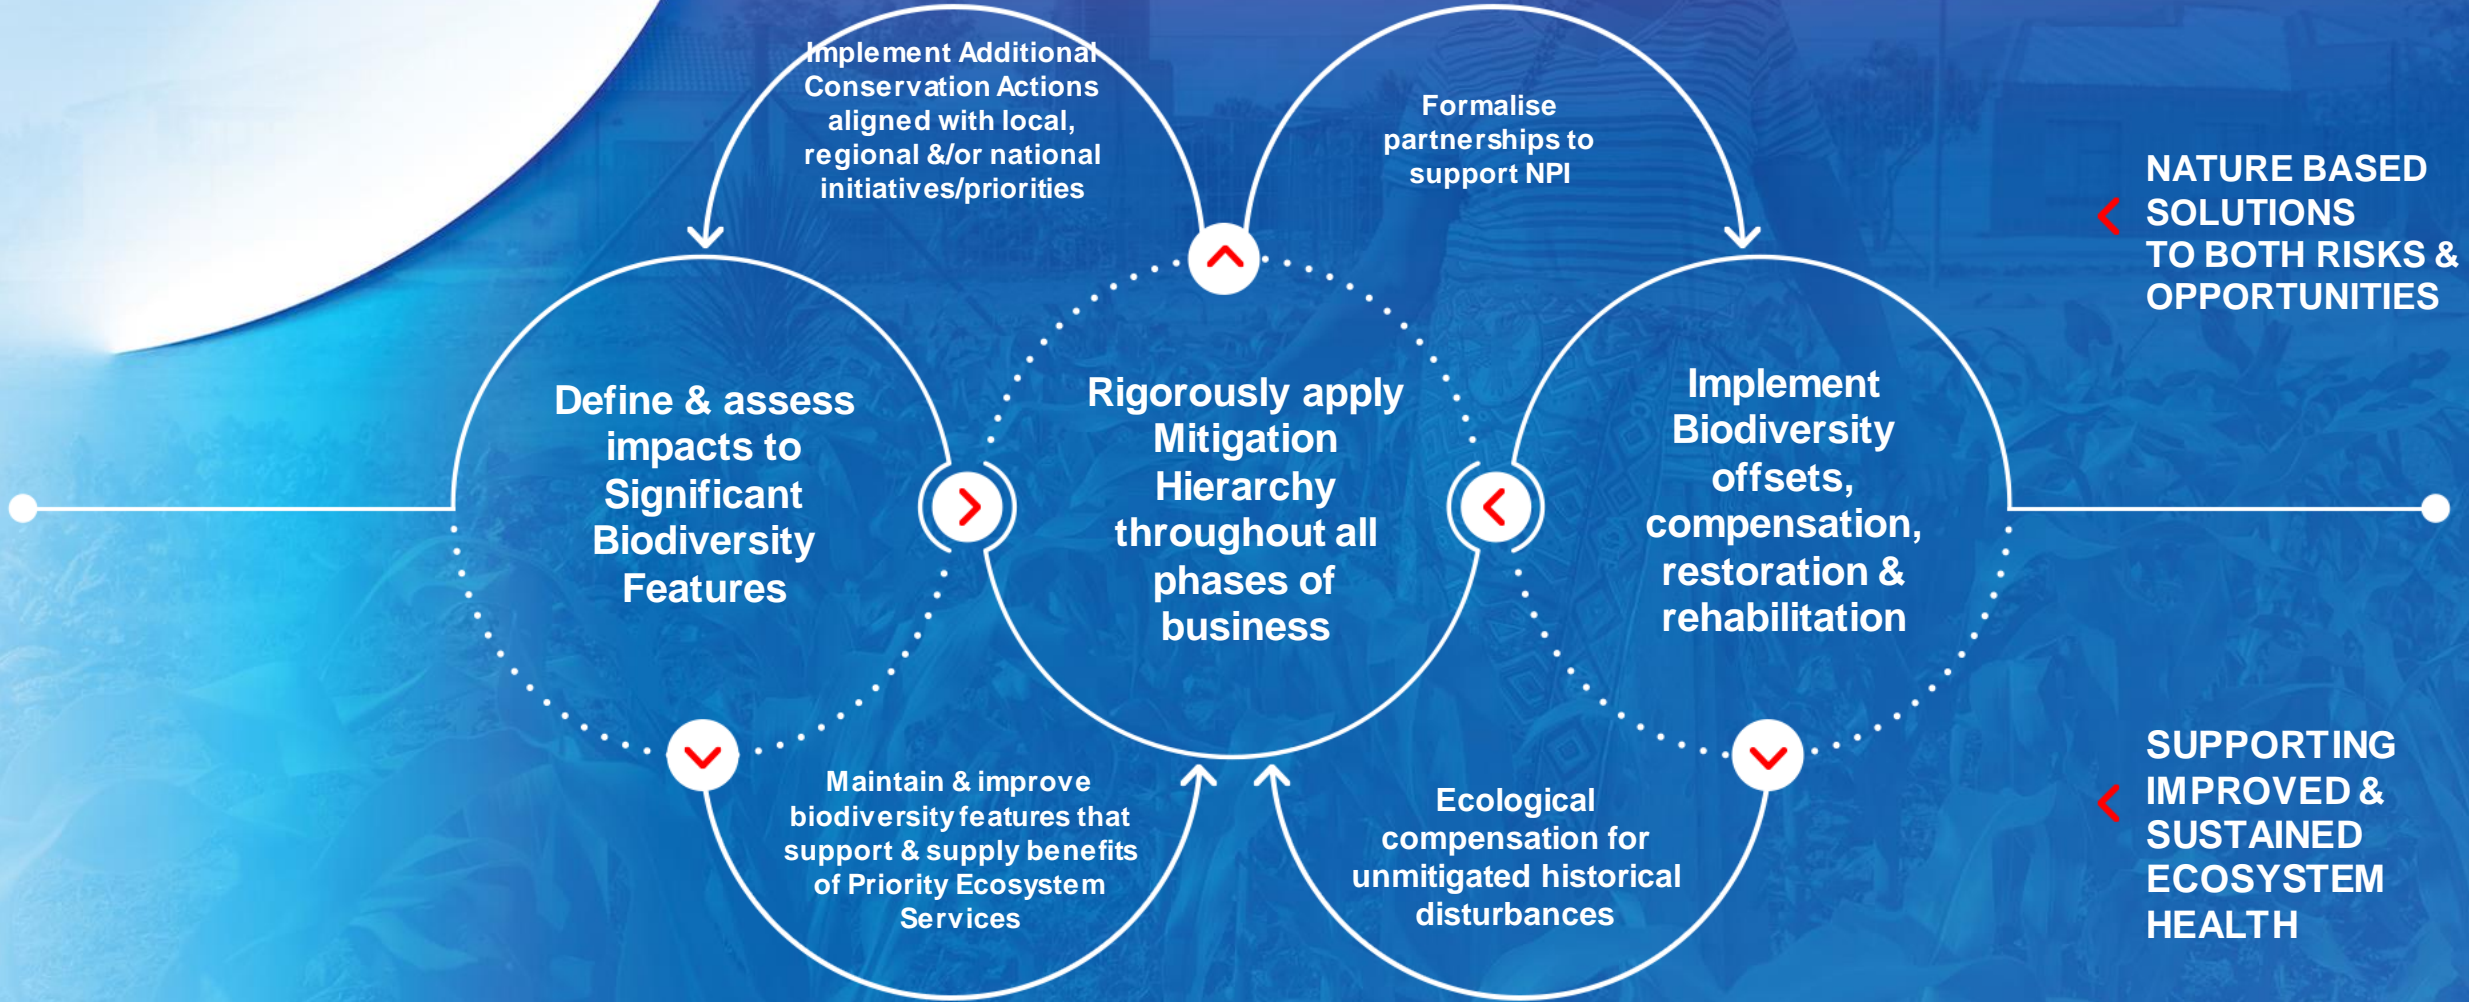 Implement Additional
Conservation Actions
aligned with local,
regional &/or national
initiatives/priorities
Formalise
partnerships to
support NPI
NATURE BASED
SOLUTIONS
TO BOTH RISKS &
OPPORTUNITIES
Define & assess
impacts to
Significant
Biodiversity
Features
Rigorously apply
Mitigation
Hierarchy
throughout all
phases of
business
Implement
Biodiversity
offsets,
compensation,
restoration &
rehabilitation
Maintain & improve
biodiversity features that
support & supply benefits
of Priority Ecosystem
Services
Ecological
compensation for
unmitigated historical
disturbances
SUPPORTING
IMPROVED &
SUSTAINED
ECOSYSTEM
HEALTH